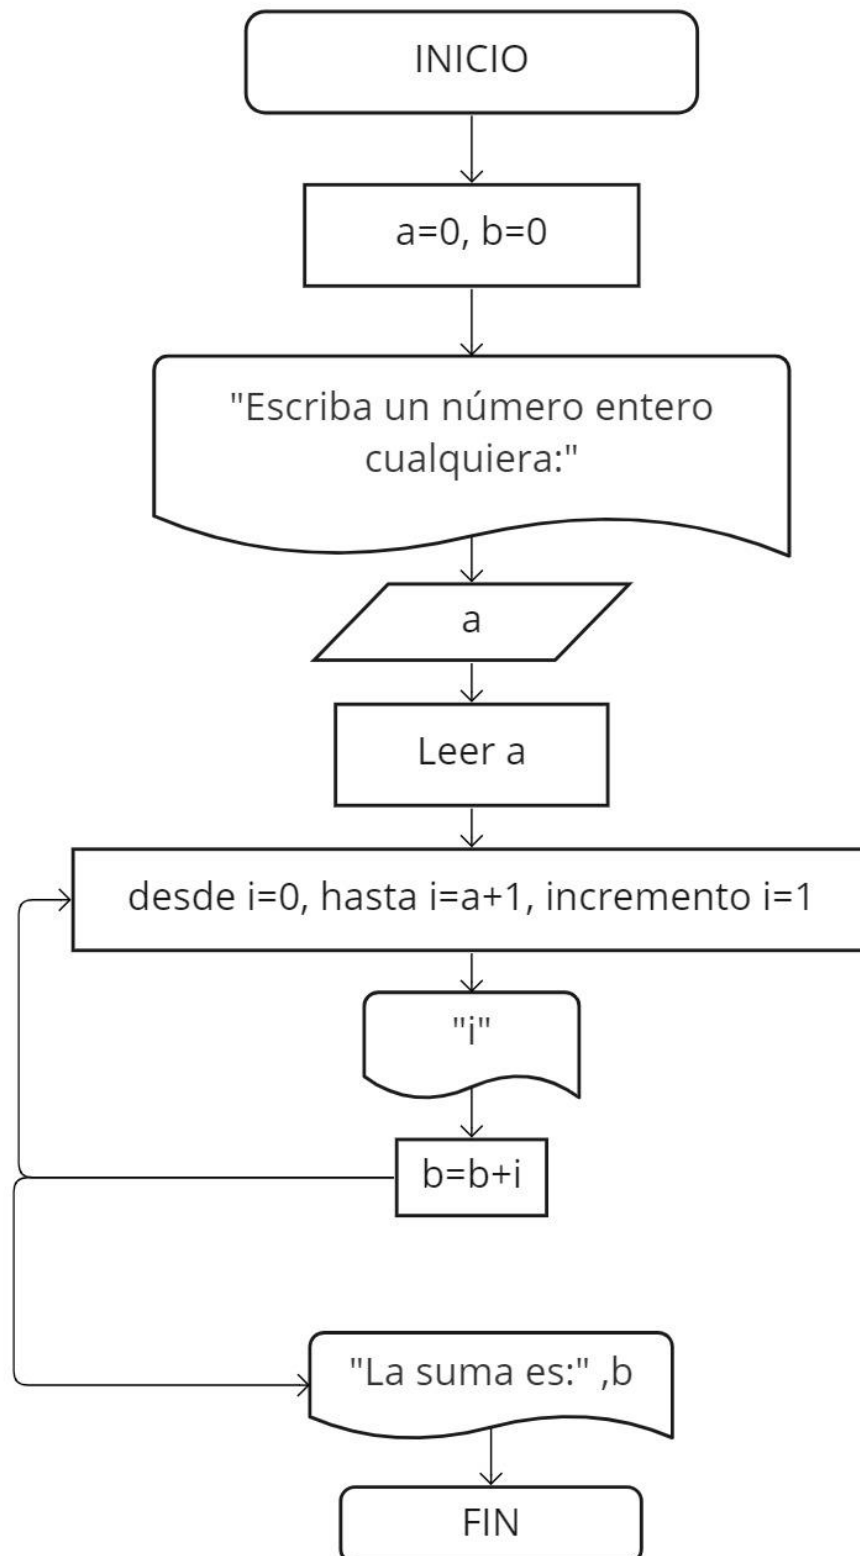 INICIO
a=0, b=0
"Escriba un número entero
cualquiera:"
a
Leer a
desde i=0, hasta i=a+1, incremento i=1
"i"
b=b+i
"La suma es:" ,b
FIN